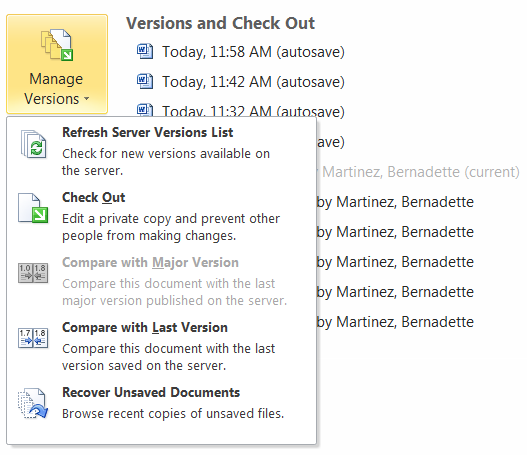 Versions and Check Out
Manage
Versions
Today, 11:58 AM (autosave)
Today, 11:42 AM (autosave)
Today, 11:32 AM (autosave)
ave)
Martinez, Bernadette (current)
by Martinez, Bernadette
by Martinez, Bernadette
by Martinez, Bernadette
by Martinez, Bernadette
by Martinez, Bernadette
Refresh Server Versions List
Check for new versions available on
the server.
Check Out
Edit a private copy and prevent other
people from making changes.
1.0 1.8
Compare with Major Version
Compare this document with the last
major version published on the server.
1.7 1.8
Compare with Last Version
Compare this document with the last
version saved on the server.
Recover Unsaved Documents
Browse recent copies of unsaved files.